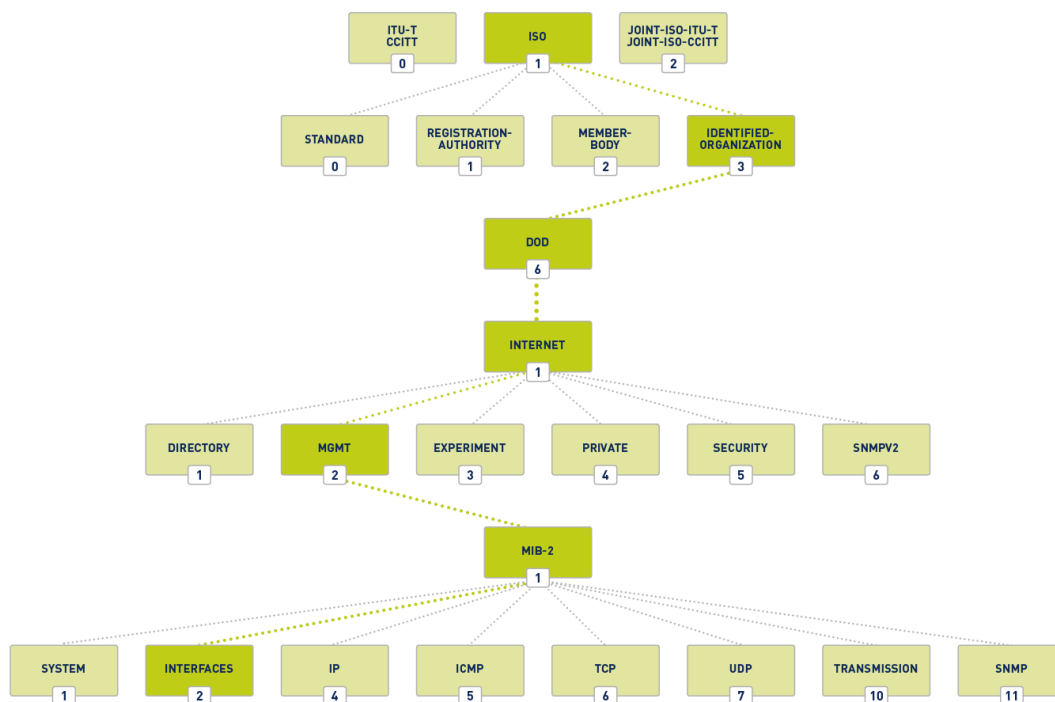 ITU-T
CCITT
0
ISO
1
JOINT-ISO-ITU-T
JOINT-ISO-CCITT
2
STANDARD
0
REGISTRATION-
AUTHORITY
1
MEMBER-
BODY
2
IDENTIFIED-
ORGANIZATION
3
DOD
6
INTERNET
1
DIRECTORY
1
MGMT
2
EXPERIMENT
3
PRIVATE
4
SECURITY
5
SNMPV2
6
MIB-2
1
SYSTEM
1
INTERFACES
2
IP
4
ICMP
5
TCP
6
UDP
7
TRANSMISSION
10
SNMP
11